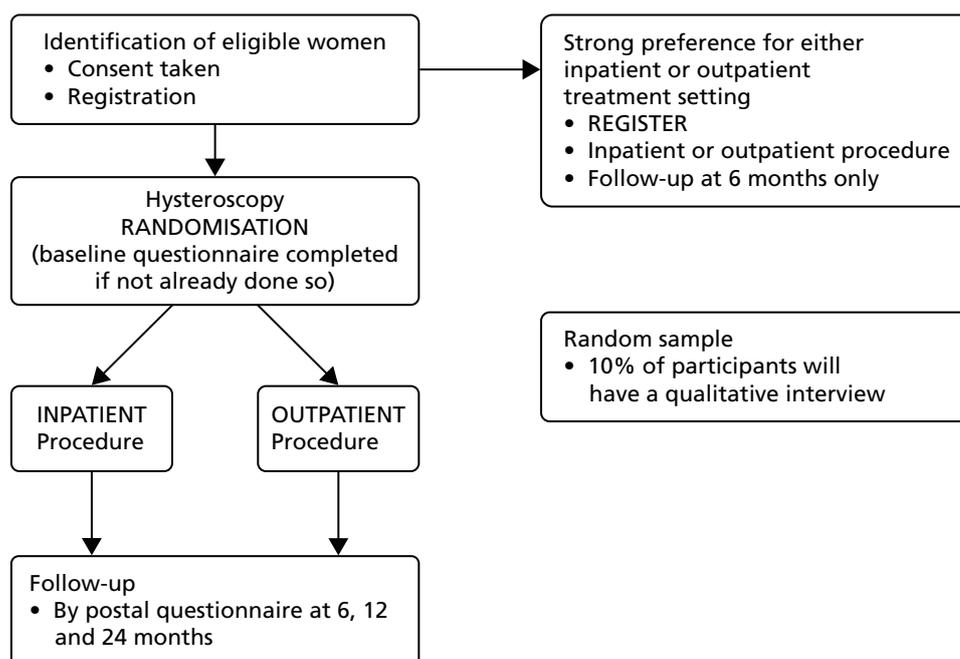 Identification of eligible women
• Consent taken
• Registration
Strong preference for either
inpatient or outpatient
treatment setting
• REGISTER
• Inpatient or outpatient procedure
• Follow-up at 6 months only
Hysteroscopy
RANDOMISATION
(baseline questionnaire completed
if not already done so)
Random sample
• 10% of participants will
have a qualitative interview
INPATIENT
Procedure
OUTPATIENT
Procedure
Follow-up
• By postal questionnaire at 6, 12
and 24 months